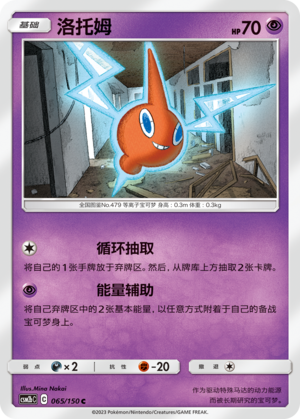 基础
洛托姆
HP70
全国图鉴No.479 等离子宝可梦 身高：0.3m 体重：0.3kg
循环抽取
将自己的1张手牌放于弃牌区。然后，从牌库上方抽取2张卡牌。
能量辅助
将自己弃牌区中的2张基本能量，以任意方式附着于自己的备战
宝可梦身上。
弱点 ×2 抗性 -20 撤退
Illus.Mina Nakai
CSM2bC G 065/150 C
作为驱动特殊马达的动力能源
而被长期研究的宝可梦。
©2023 Pokémon/Nintendo/Creatures/GAME FREAK.